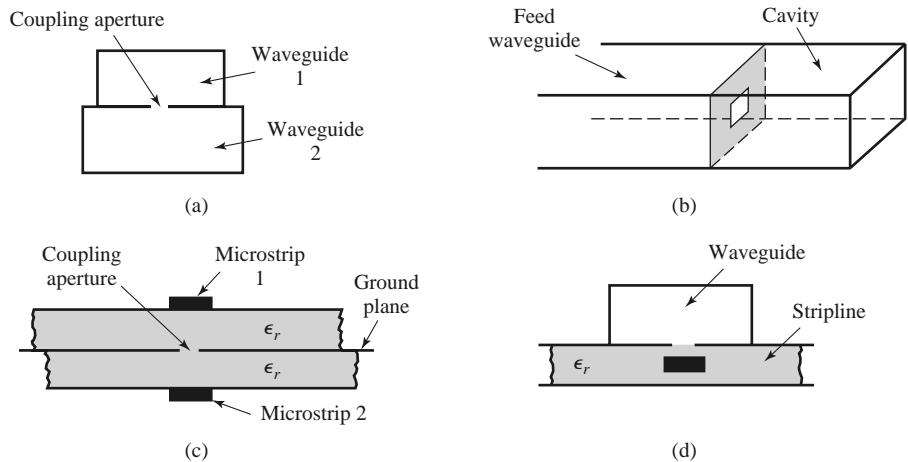 Coupling aperture
Waveguide
1
Waveguide
2
(a)
Feed
waveguide
Cavity
(b)
Coupling
aperture
Microstrip
1
Ground
plane
ϵr
ϵr
Microstrip 2
(c)
Waveguide
Stripline
ϵr
(d)